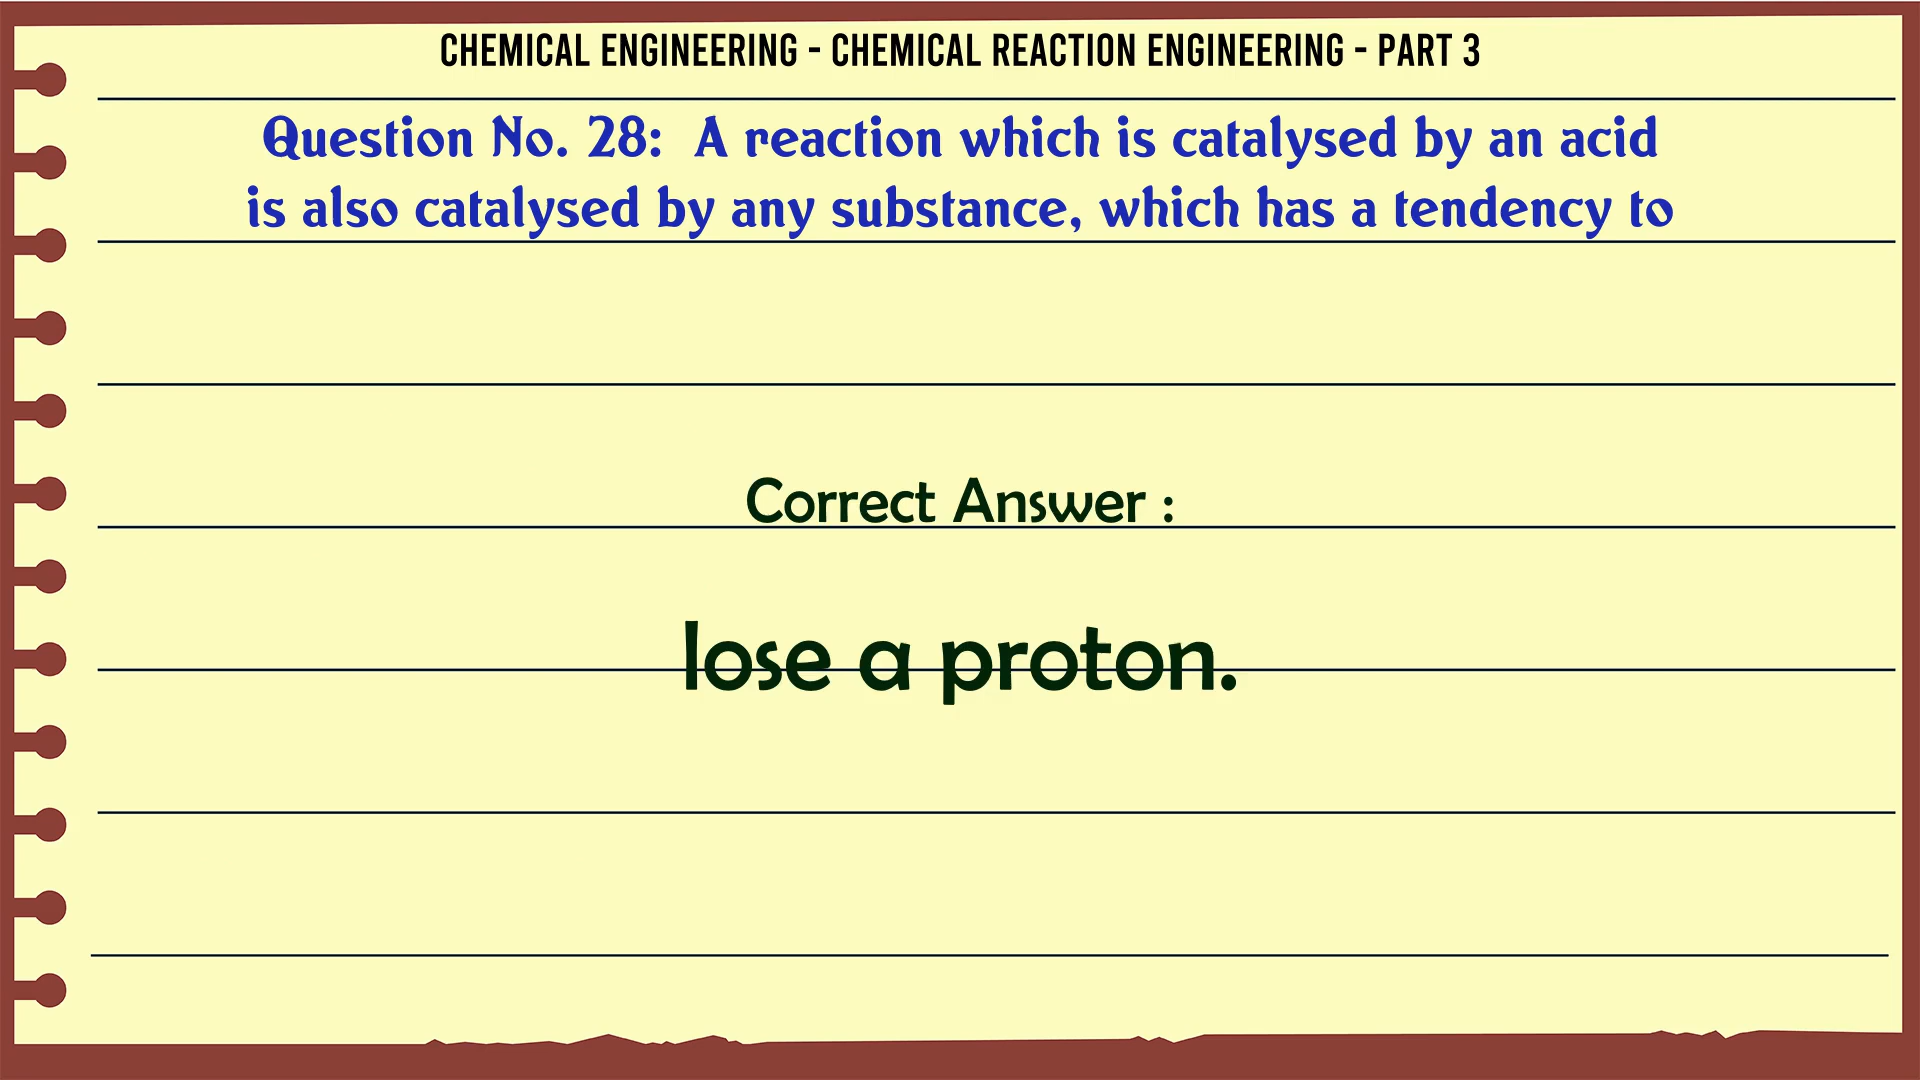 CHEMICAL ENGINEERING - CHEMICAL REACTION ENGINEERING - PART 3
Question No. 28: A reaction which is catalysed by an acid
is also catalysed by any substance, which has a tendency to
Correct Answer :
lose a proton.